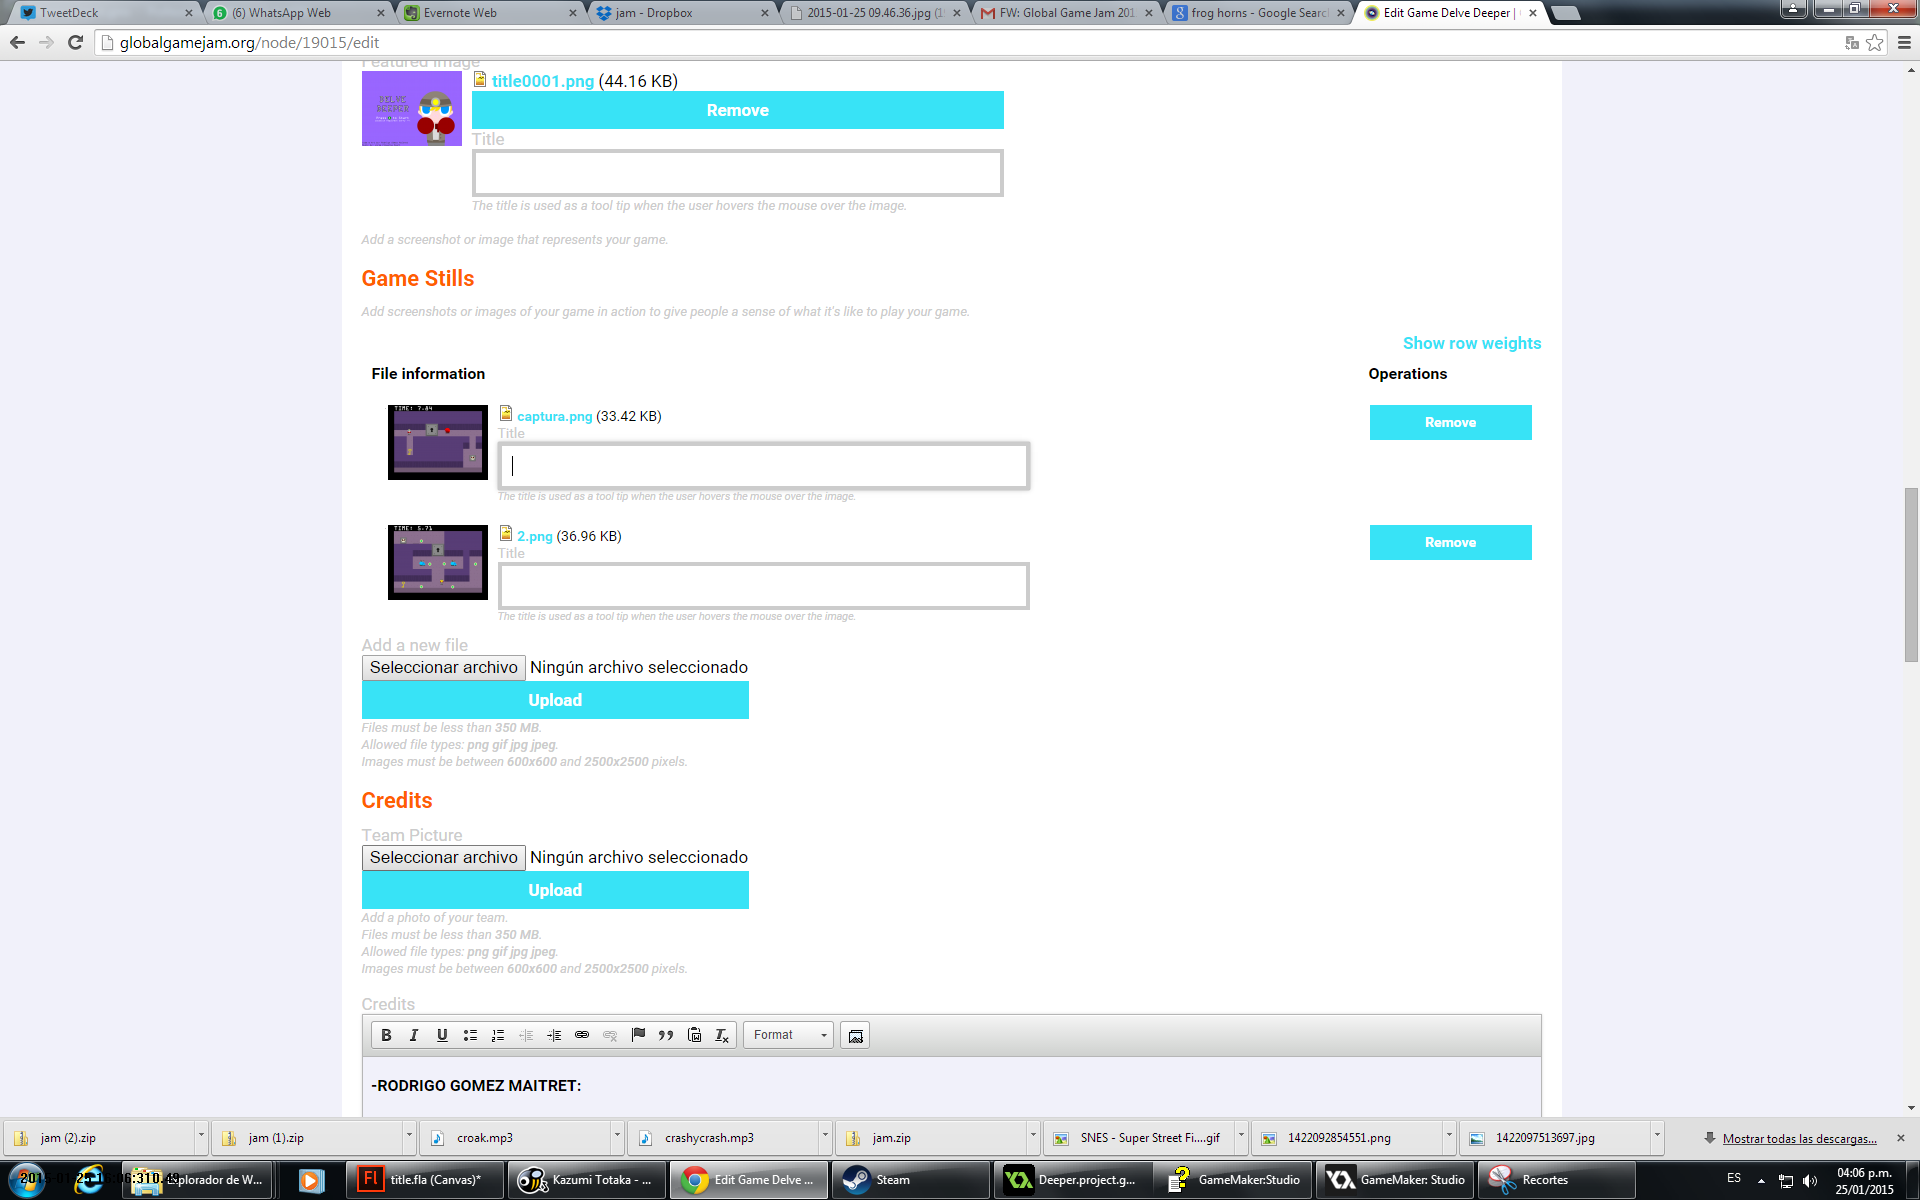 TweetDeck
(6) WhatsApp Web
Evernote Web
jam - Dropbox
2015-01-25 09.46.36.jpg (1
FW: Global Game Jam 201
frog horns - Google Search
Edit Game Delve Deeper |
globalgamejam.org/node/19015/edit
Featured Image
title0001.png (44.16 KB)
Remove
Title
The title is used as a tool tip when the user hovers the mouse over the image.
Add a screenshot or image that represents your game.
Game Stills
Add screenshots or images of your game in action to give people a sense of what it's like to play your game.
Show row weights
File information
Operations
TIME: 7.84
captura.png (33.42 KB)
Remove
Title
The title is used as a tool tip when the user hovers the mouse over the image.
TIME: 5.71
2.png (36.96 KB)
Remove
Title
The title is used as a tool tip when the user hovers the mouse over the image.
Add a new file
Seleccionar archivo Ningún archivo seleccionado
Upload
Files must be less than 350 MB.
Allowed file types: png gif jpg jpeg.
Images must be between 600x600 and 2500x2500 pixels.
Credits
Team Picture
Seleccionar archivo Ningún archivo seleccionado
Upload
Add a photo of your team.
Files must be less than 350 MB.
Allowed file types: png gif jpg jpeg.
Images must be between 600x600 and 2500x2500 pixels.
Credits
B I U Format
-RODRIGO GOMEZ MAITRET:
jam (2).zip
jam (1).zip
croak.mp3
crashycrash.mp3
jam.zip
SNES - Super Street Fi....gif
1422092854551.png
1422097513697.jpg
Mostrar todas las descargas...
Explorador de W...
title.fla (Canvas)*
Kazumi Totaka - ...
Edit Game Delve ...
Steam
Deeper.project.g...
GameMaker:Studio
GameMaker: Studio
Recortes
ES
04:06 p.m.
25/01/2015